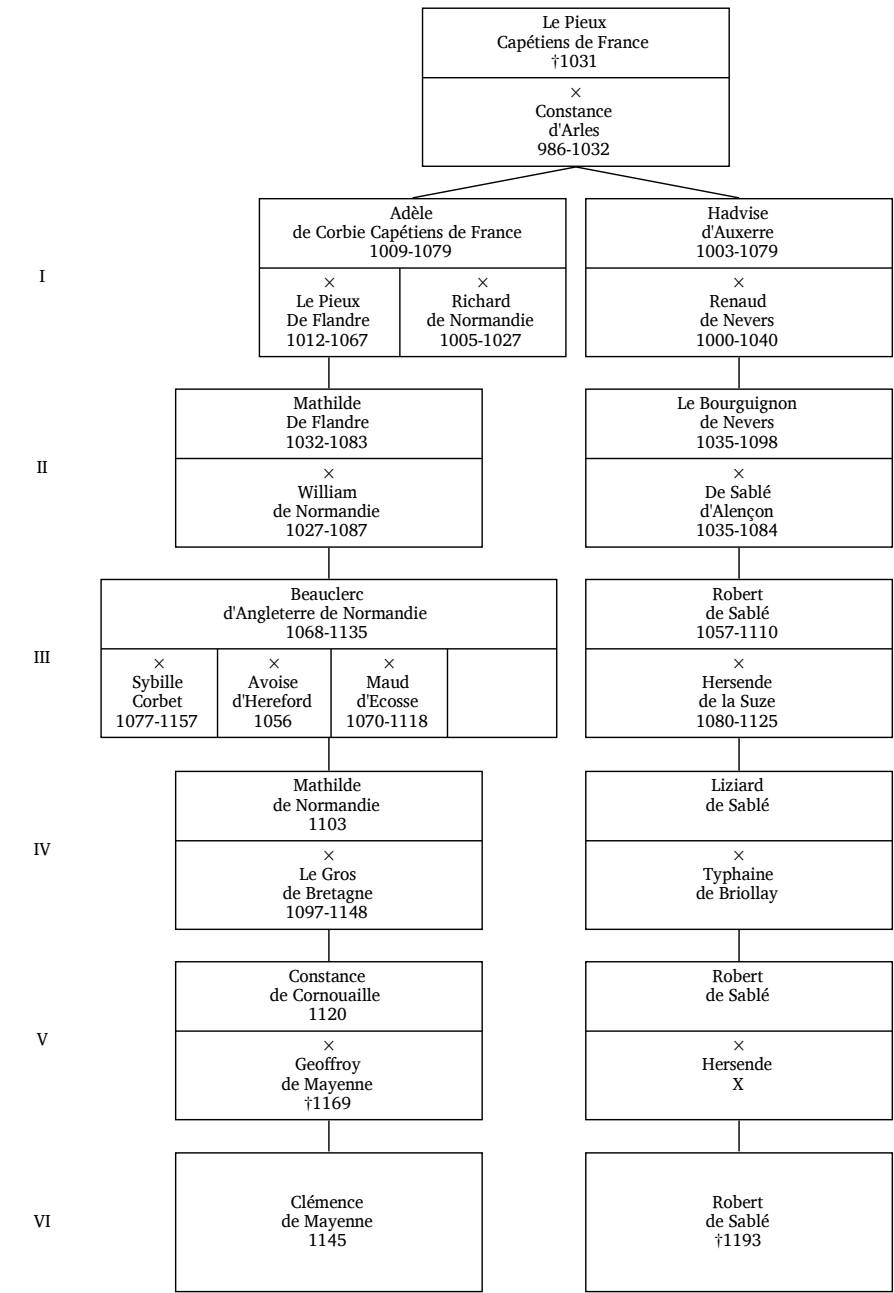 Le Pieux
Capétiens de France
†1031
×
Constance
d'Arles
986-1032
I
Adèle
de Corbie Capétiens de France
1009-1079
×
Le Pieux
De Flandre
1012-1067
×
Richard
de Normandie
1005-1027
Hadvise
d'Auxerre
1003-1079
×
Renaud
de Nevers
1000-1040
II
Mathilde
De Flandre
1032-1083
×
William
de Normandie
1027-1087
Le Bourguignon
de Nevers
1035-1098
×
De Sablé
d'Alençon
1035-1084
III
Beauclerc
d'Angleterre de Normandie
1068-1135
×
Sybille
Corbet
1077-1157
×
Avoise
d'Hereford
1056
×
Maud
d'Ecosse
1070-1118
Robert
de Sablé
1057-1110
×
Hersende
de la Suze
1080-1125
IV
Mathilde
de Normandie
1103
×
Le Gros
de Bretagne
1097-1148
Liziard
de Sablé
×
Typhaine
de Briollay
V
Constance
de Cornouaille
1120
×
Geoffroy
de Mayenne
†1169
Robert
de Sablé
×
Hersende
X
VI
Clémence
de Mayenne
1145
Robert
de Sablé
†1193